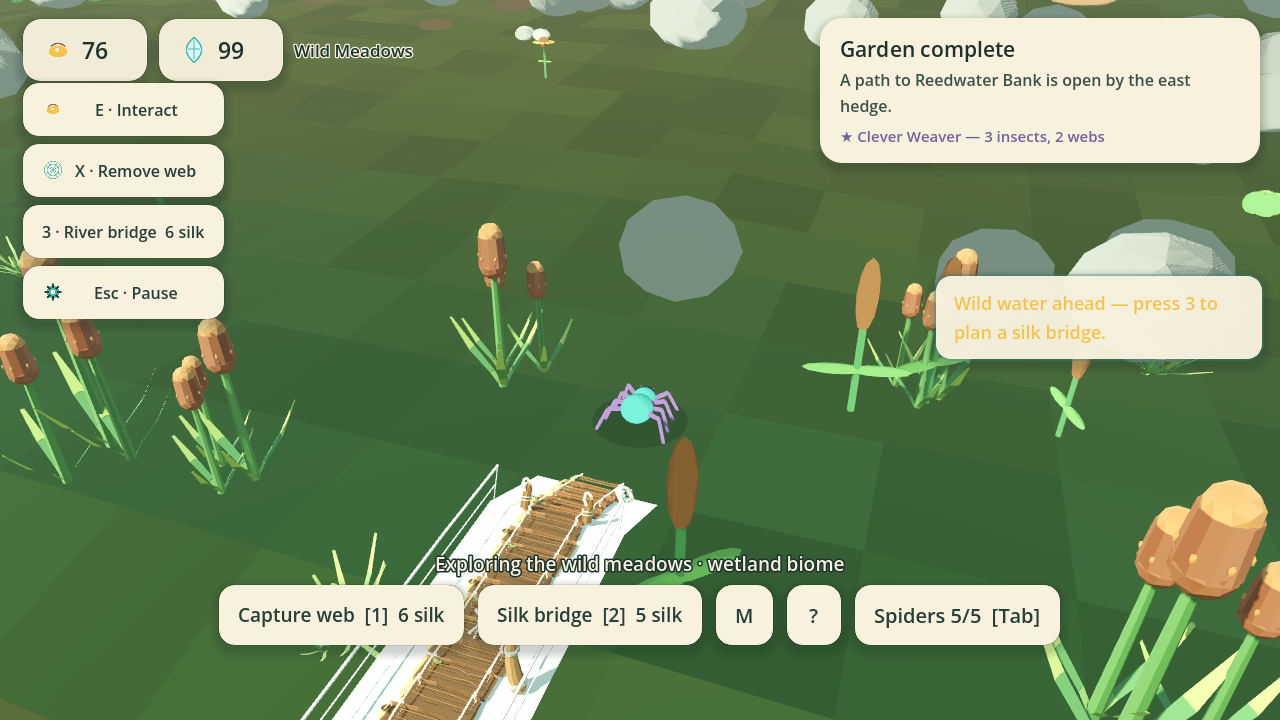 76
99
Wild Meadows
E · Interact
X · Remove web
3 · River bridge 6 silk
Esc · Pause
Garden complete
A path to Reedwater Bank is open by the east
hedge.
★ Clever Weaver — 3 insects, 2 webs
Wild water ahead — press 3 to
plan a silk bridge.
Exploring the wild meadows · wetland biome
Capture web [1] 6 silk
Silk bridge [2] 5 silk
M
?
Spiders 5/5 [Tab]